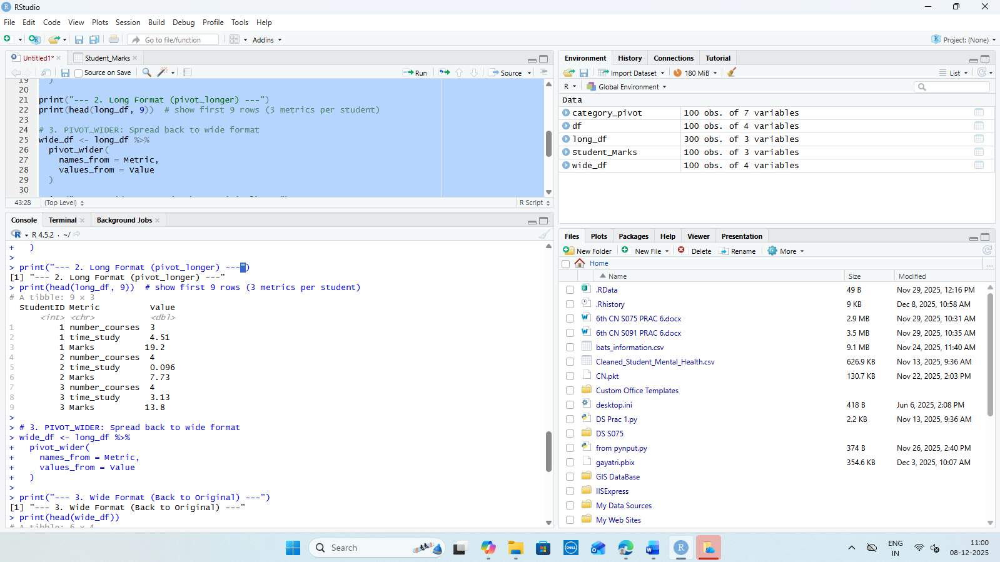 RStudio
File Edit Code View Plots Session Build Debug Profile Tools Help
Go to file/function Addins Project: (None)
Untitled1* Student_Marks
Source on Save Run Source
19 )
20
21 print("--- 2. Long Format (pivot_longer) ---")
22 print(head(long_df, 9)) # show first 9 rows (3 metrics per student)
23
24 # 3. PIVOT_WIDER: Spread back to wide format
25 wide_df <- long_df %>%
26 pivot_wider(
27 names_from = Metric,
28 values_from = Value
29 )
30
43:28 (Top Level) R Script
Console Terminal Background Jobs
R 4.5.2 · ~/
+ )
>
> print("--- 2. Long Format (pivot_longer) ---")
[1] "--- 2. Long Format (pivot_longer) ---"
> print(head(long_df, 9)) # show first 9 rows (3 metrics per student)
# A tibble: 9 × 3
StudentID Metric Value
<int> <chr> <dbl>
1 1 number_courses 3
2 1 time_study 4.51
3 1 Marks 19.2
4 2 number_courses 4
5 2 time_study 0.096
6 2 Marks 7.73
7 3 number_courses 4
8 3 time_study 3.13
9 3 Marks 13.8
>
> # 3. PIVOT_WIDER: Spread back to wide format
> wide_df <- long_df %>%
+ pivot_wider(
+ names_from = Metric,
+ values_from = Value
+ )
>
> print("--- 3. Wide Format (Back to Original) ---")
[1] "--- 3. Wide Format (Back to Original) ---"
> print(head(wide_df))
# A tibble: 6 × 4
Environment History Connections Tutorial
Import Dataset 180 MiB List
R Global Environment
Data
category_pivot 100 obs. of 7 variables
df 100 obs. of 4 variables
long_df 300 obs. of 3 variables
Student_Marks 100 obs. of 3 variables
wide_df 100 obs. of 4 variables
Files Plots Packages Help Viewer Presentation
New Folder New File Delete Rename More
Home ...
Name Size Modified
.RData 49 B Nov 29, 2025, 12:16 PM
.Rhistory 9 KB Dec 8, 2025, 10:58 AM
6th CN S075 PRAC 6.docx 2.9 MB Nov 29, 2025, 10:31 AM
6th CN S091 PRAC 6.docx 3.5 MB Nov 29, 2025, 10:35 AM
bats_information.csv 9.1 MB Nov 24, 2025, 11:40 AM
Cleaned_Student_Mental_Health.csv 626.9 KB Nov 13, 2025, 9:36 AM
CN.pkt 130.7 KB Nov 22, 2025, 2:03 PM
Custom Office Templates
desktop.ini 418 B Jun 6, 2025, 2:08 PM
DS Prac 1.py 2.2 KB Nov 13, 2025, 9:36 AM
DS S075
from pynput.py 374 B Nov 26, 2025, 2:40 PM
gayatri.pbix 354.6 KB Dec 3, 2025, 10:07 AM
GIS DataBase
IISExpress
My Data Sources
My Web Sites
Search DELL ENG
IN
11:00
08-12-2025